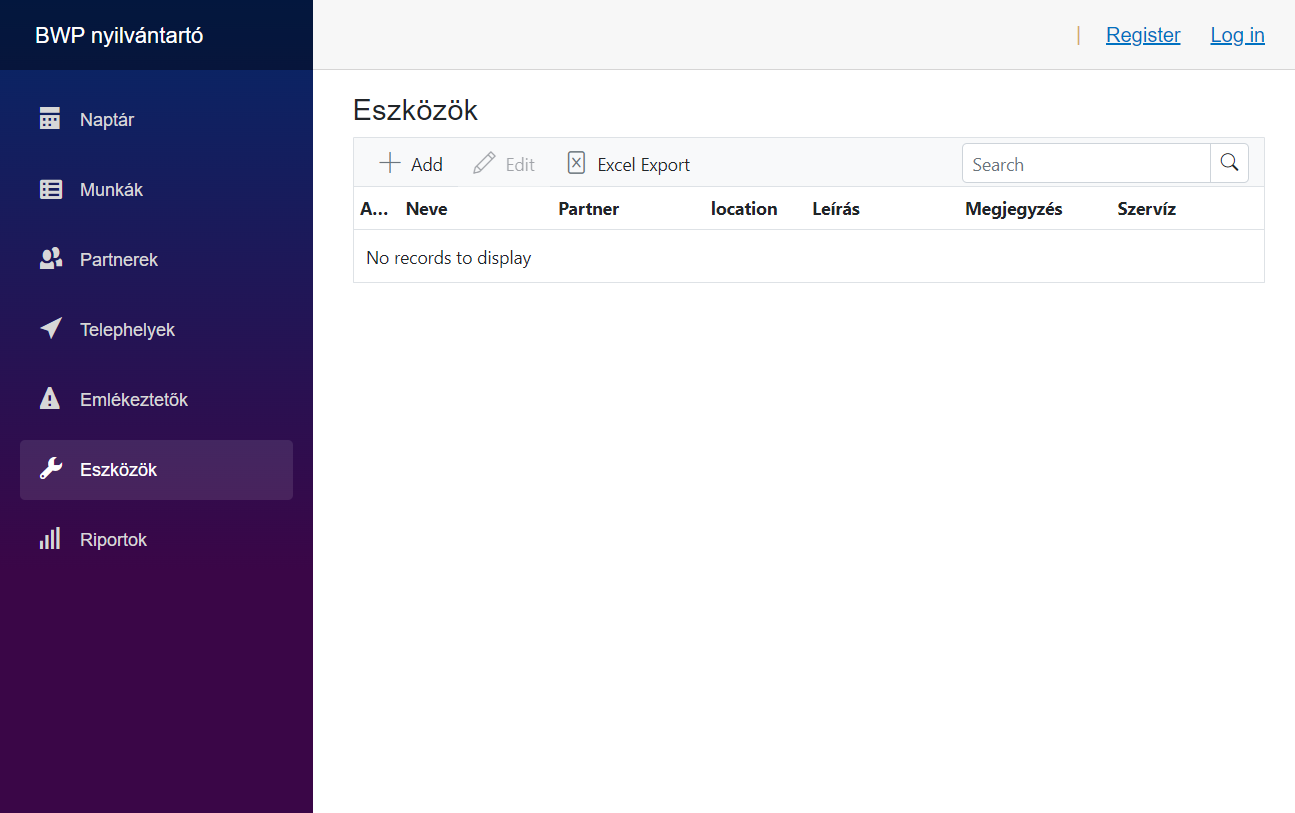 BWP nyilvántartó
| Register Log in
Naptár
Munkák
Partnerek
Telephelyek
Emlékeztetők
Eszközök
Riportok
Eszközök
Add Edit Excel Export Search
A... Neve Partner location Leírás Megjegyzés Szervíz
No records to display